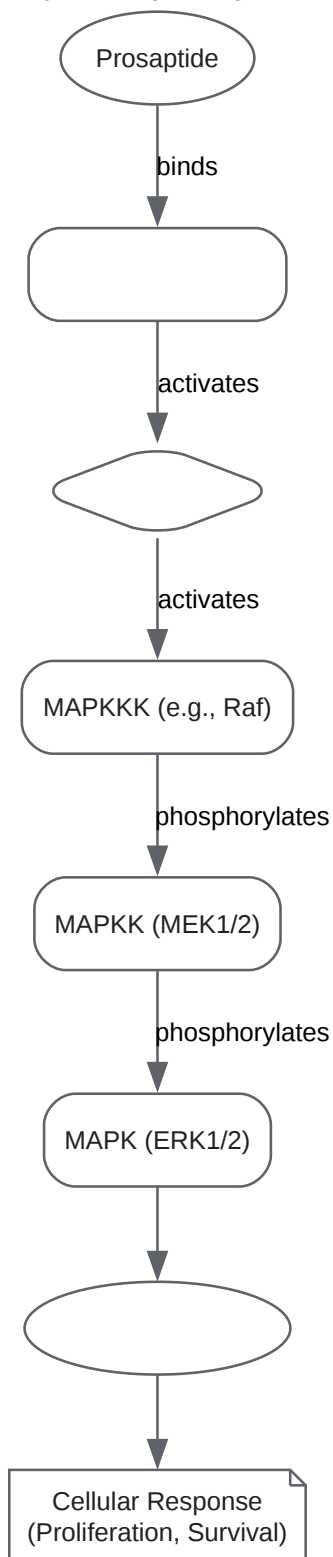 Prosaptide
binds
activates
activates
MAPKKK (e.g., Raf)
phosphorylates
MAPKK (MEK1/2)
phosphorylates
MAPK (ERK1/2)
Cellular Response
(Proliferation, Survival)